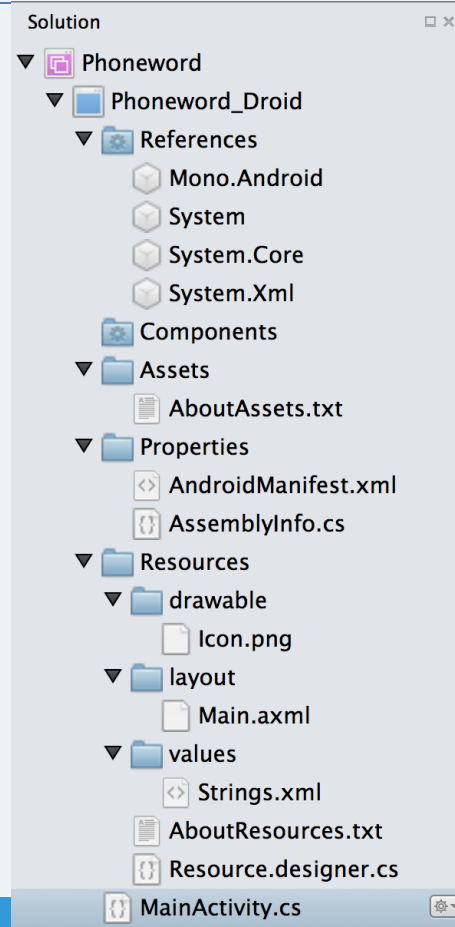 Solution
Phoneword
Phoneword_Droid
References
Mono.Android
System
System.Core
System.Xml
Components
Assets
AboutAssets.txt
Properties
AndroidManifest.xml
AssemblyInfo.cs
Resources
drawable
Icon.png
layout
Main.axml
values
Strings.xml
AboutResources.txt
Resource.designer.cs
MainActivity.cs